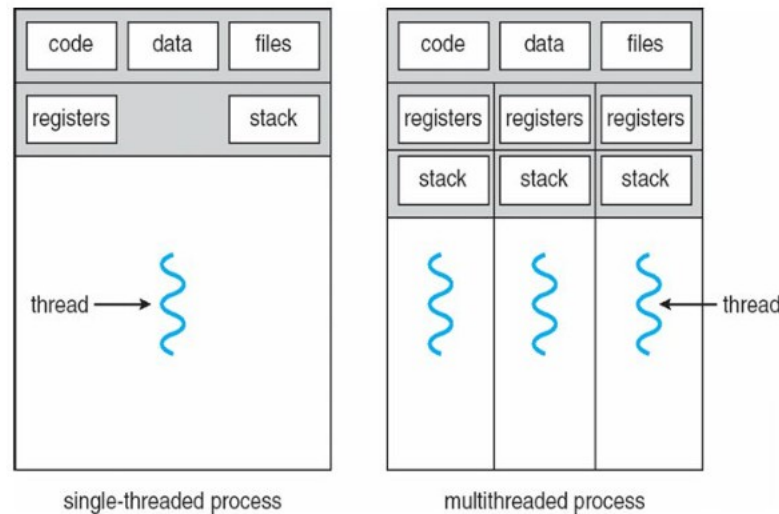 code data files code data files
registers stack registers registers registers
stack stack stack
thread thread
single-threaded process multithreaded process